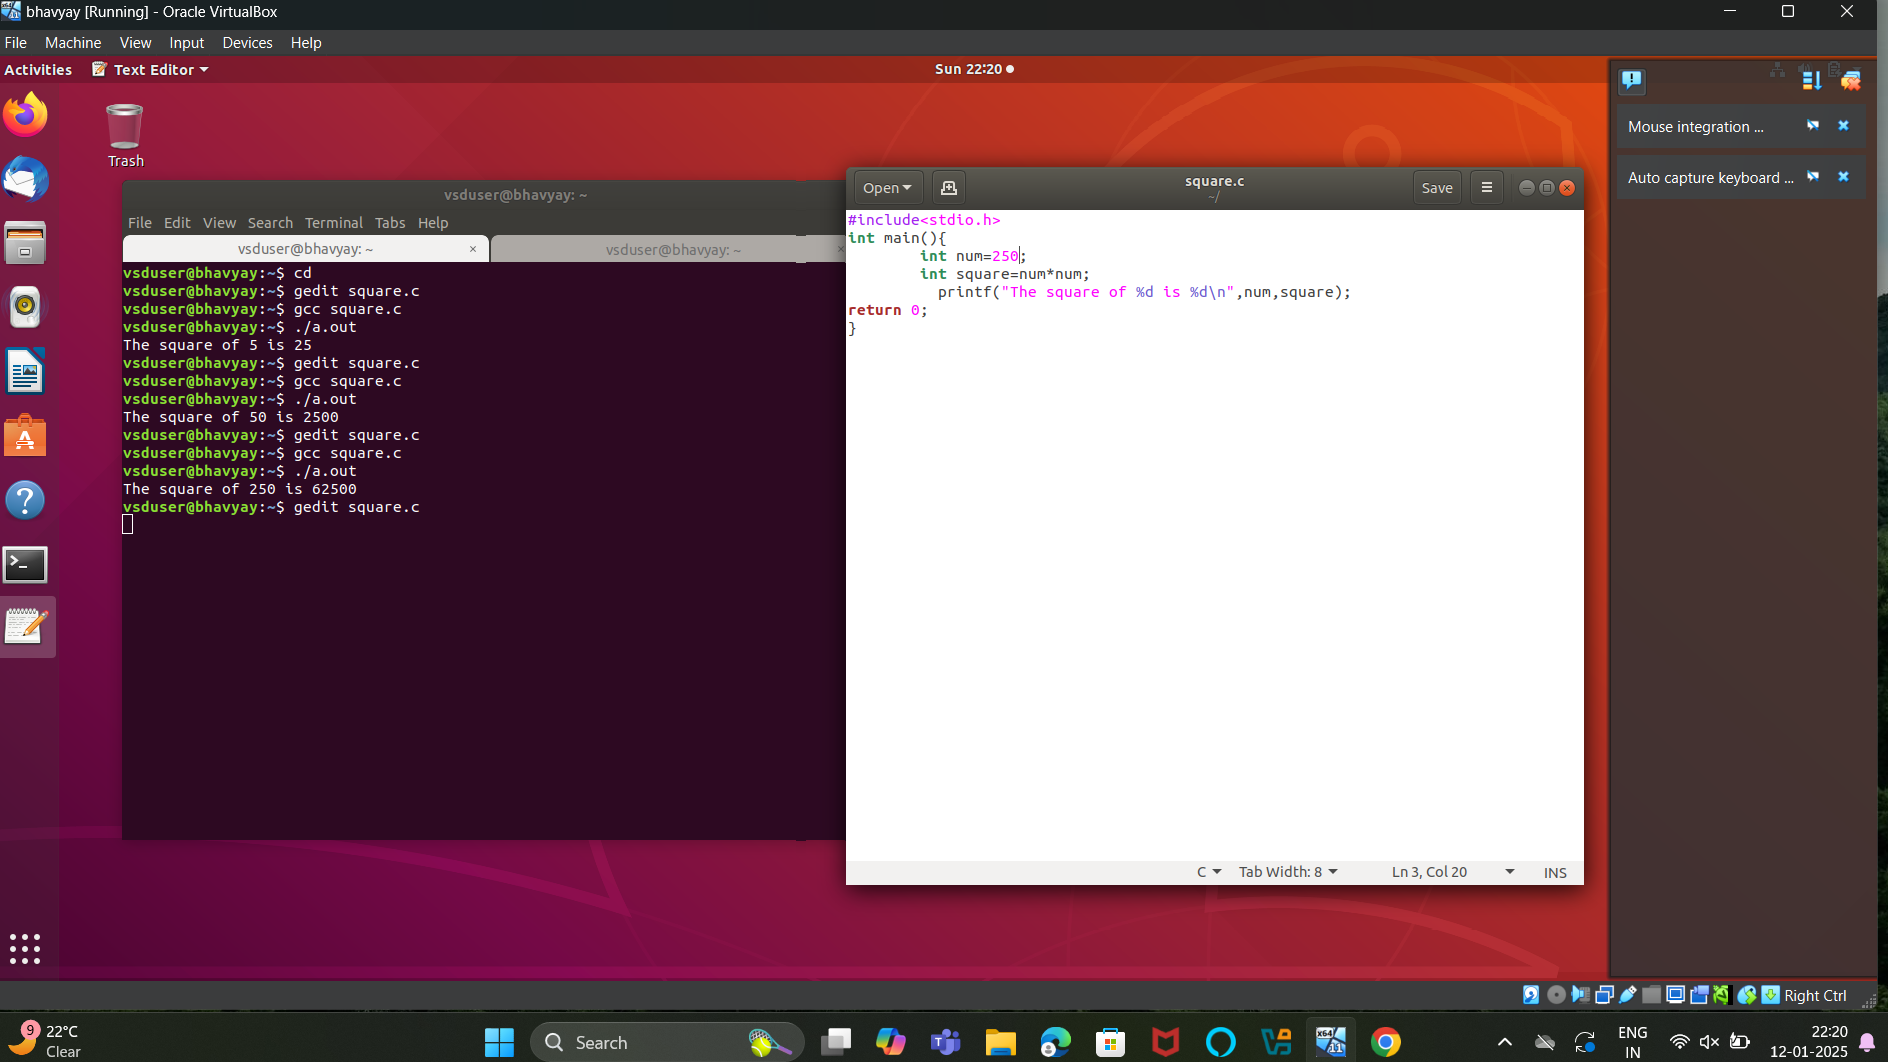 bhavyay [Running] - Oracle VirtualBox
File Machine View Input Devices Help
Activities Text Editor Sun 22:20
Trash
Mouse integration ...
Auto capture keyboard ...
vsduser@bhavyay: ~
File Edit View Search Terminal Tabs Help
vsduser@bhavyay: ~ × vsduser@bhavyay: ~ ×
vsduser@bhavyay:~$ cd
vsduser@bhavyay:~$ gedit square.c
vsduser@bhavyay:~$ gcc square.c
vsduser@bhavyay:~$ ./a.out
The square of 5 is 25
vsduser@bhavyay:~$ gedit square.c
vsduser@bhavyay:~$ gcc square.c
vsduser@bhavyay:~$ ./a.out
The square of 50 is 2500
vsduser@bhavyay:~$ gedit square.c
vsduser@bhavyay:~$ gcc square.c
vsduser@bhavyay:~$ ./a.out
The square of 250 is 62500
vsduser@bhavyay:~$ gedit square.c
Open square.c Save
~/
#include<stdio.h>
int main(){
        int num=250;
        int square=num*num;
          printf("The square of %d is %d\n",num,square);
return 0;
}
C Tab Width: 8 Ln 3, Col 20 INS
Right Ctrl
9 22°C
Clear
Search
ENG
IN
22:20
12-01-2025